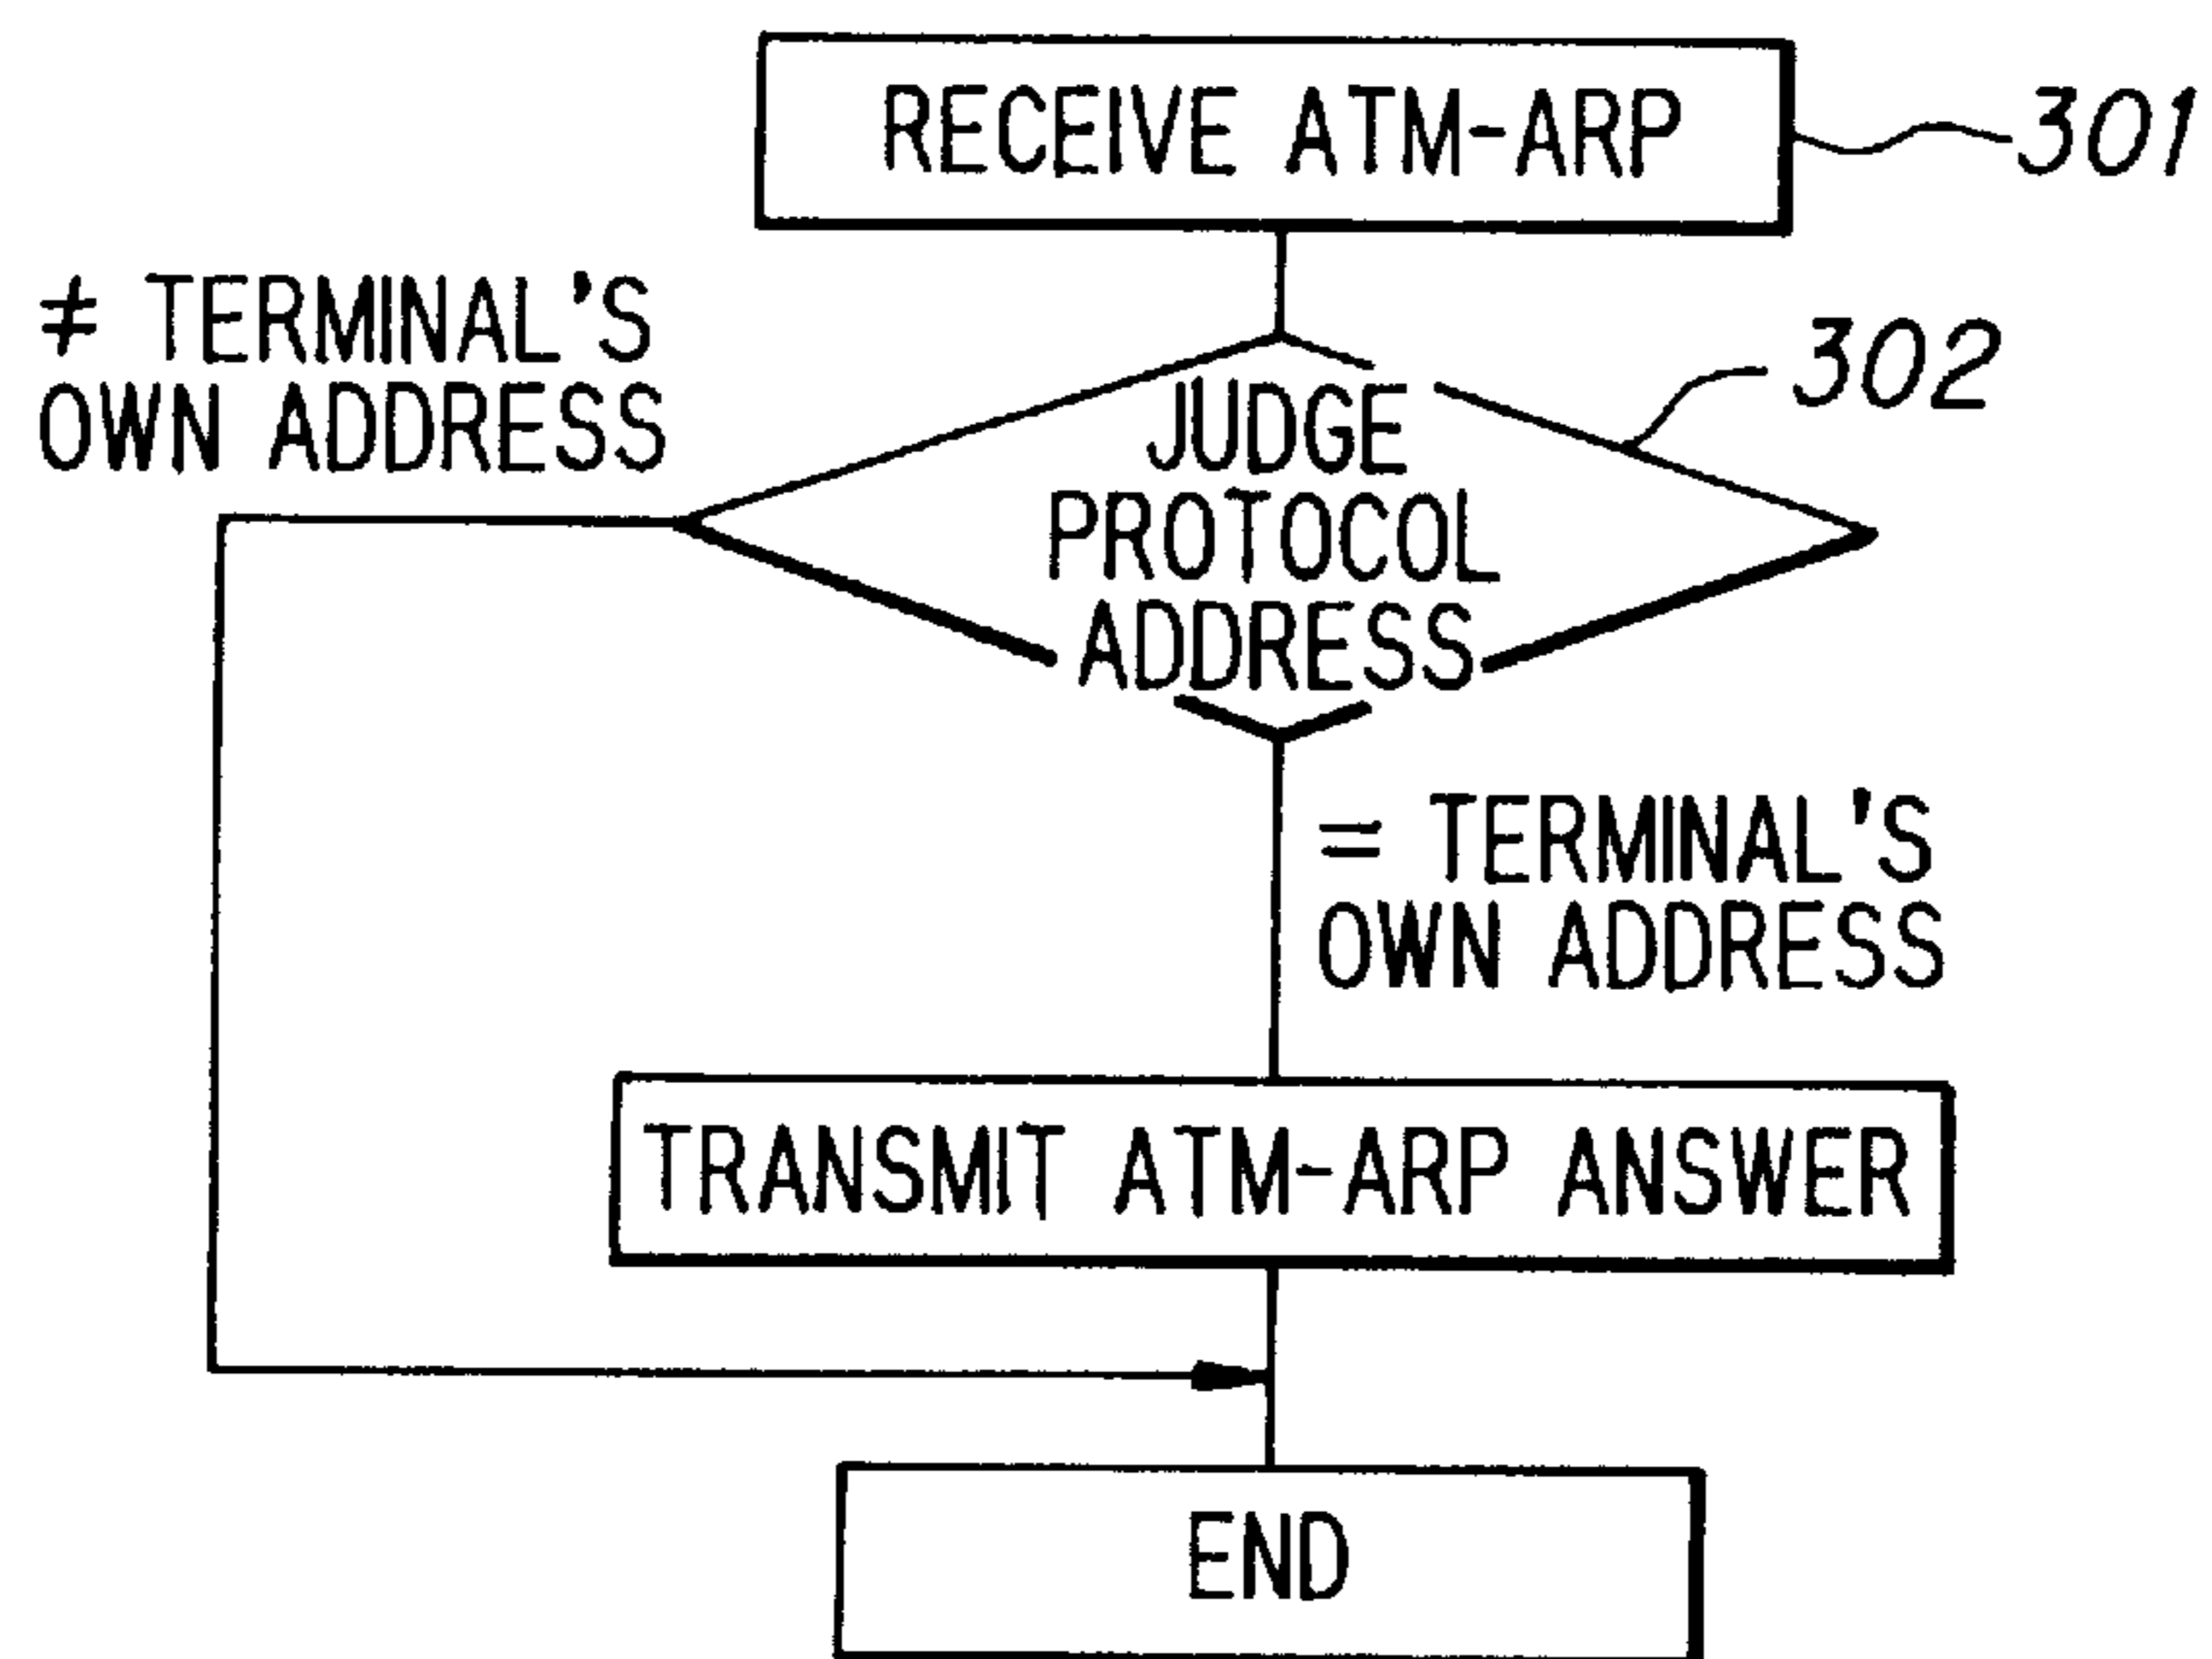 RECEIVE ATM-ARP
301
≠ TERMINAL'S
OWN ADDRESS
302
JUDGE
PROTOCOL
ADDRESS
= TERMINAL'S
OWN ADDRESS
TRANSMIT ATM-ARP ANSWER
END